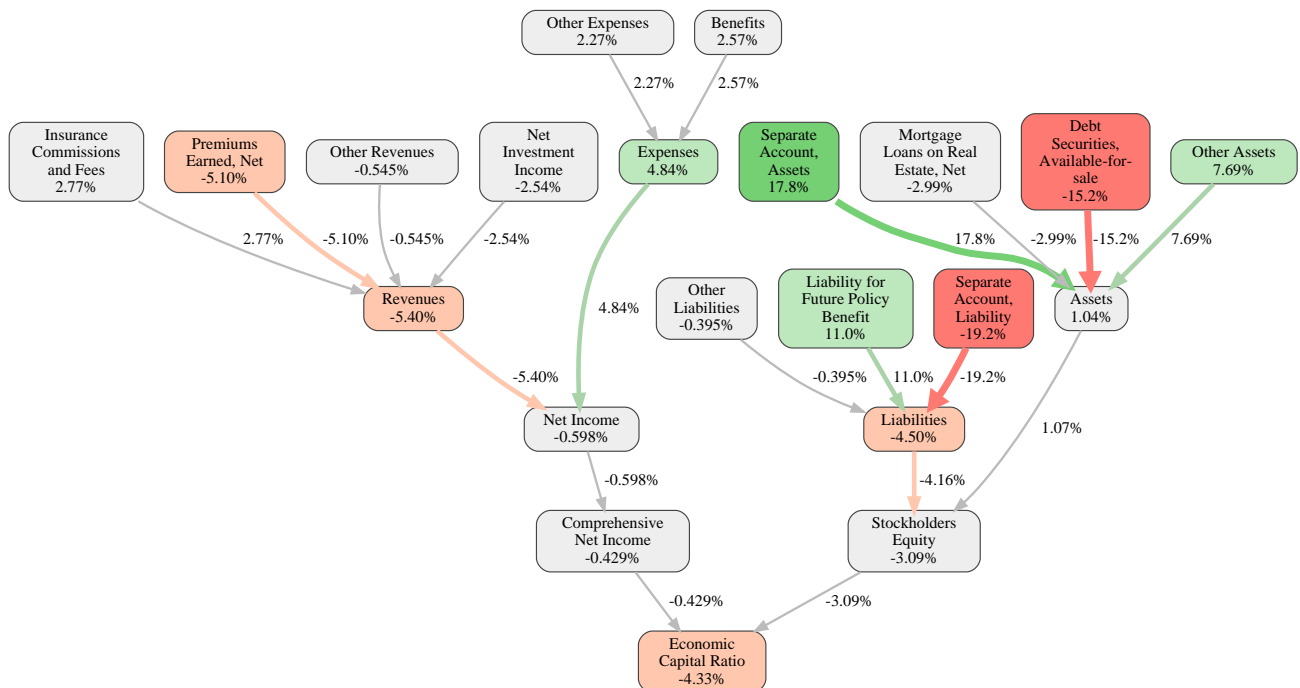 Other Expenses
2.27%
Benefits
2.57%
2.27%
2.57%
Insurance
Commissions
and Fees
2.77%
Premiums
Earned, Net
-5.10%
Other Revenues
-0.545%
Net
Investment
Income
-2.54%
Expenses
4.84%
Separate
Account,
Assets
17.8%
Mortgage
Loans on Real
Estate, Net
-2.99%
Debt
Securities,
Available-for-
sale
-15.2%
Other Assets
7.69%
2.77%
-5.10%
-0.545%
-2.54%
17.8%
-2.99%
-15.2%
7.69%
Revenues
-5.40%
4.84%
Other
Liabilities
-0.395%
Liability for
Future Policy
Benefit
11.0%
Separate
Account,
Liability
-19.2%
Assets
1.04%
-5.40%
-0.395%
11.0%
-19.2%
Net Income
-0.598%
Liabilities
-4.50%
1.07%
-0.598%
-4.16%
Comprehensive
Net Income
-0.429%
Stockholders
Equity
-3.09%
-0.429%
-3.09%
Economic
Capital Ratio
-4.33%